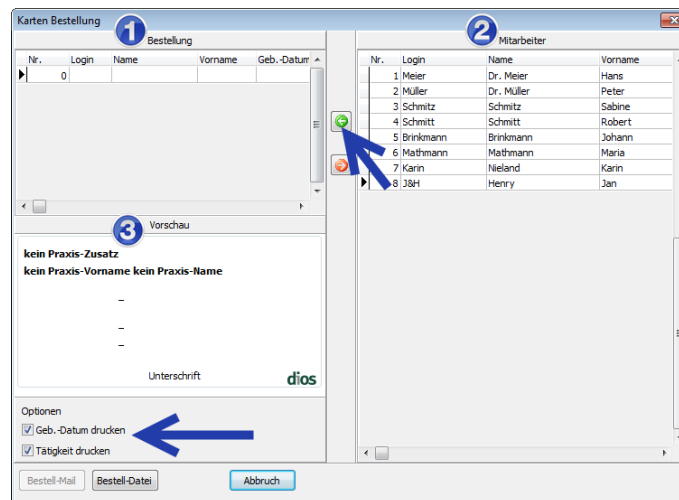 Karten Bestellung
1
Bestellung
Nr. Login Name Vorname Geb.-Datum
0
2
Mitarbeiter
Nr. Login Name Vorname
1 Meier Dr. Meier Hans
2 Müller Dr. Müller Peter
3 Schmitz Schmitz Sabine
4 Schmitt Schmitt Robert
5 Brinkmann Brinkmann Johann
6 Mathmann Mathmann Maria
7 Karin Nieland Karin
8 J&H Henry Jan
3
Vorschau
kein Praxis-Zusatz
kein Praxis-Vorname kein Praxis-Name
–
–
–
Unterschrift
dios
Optionen
Geb.-Datum drucken
Tätigkeit drucken
Bestell-Mail Bestell-Datei Abbruch